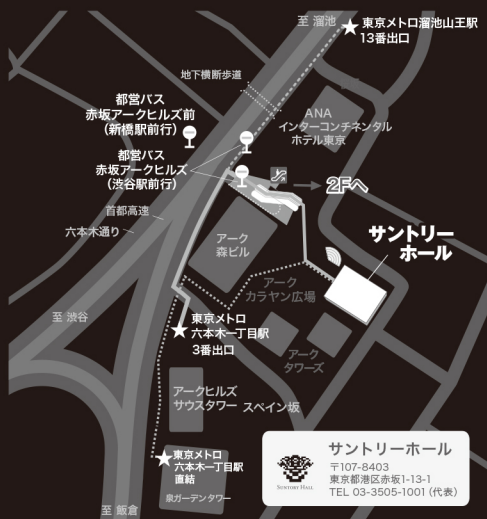 至 溜池
東京メトロ溜池山王駅
13番出口
地下横断歩道
都営バス
赤坂アークヒルズ前
(新橋駅前行)
ANA
インターコンチネンタル
ホテル東京
都営バス
赤坂アークヒルズ
(渋谷駅前行)
2Fへ
首都高速
六本木通り
サントリー
ホール
アーク
森ビル
アーク
カラヤン広場
至 渋谷
東京メトロ
六本木一丁目駅
3番出口
アーク
タワーズ
アークヒルズ
サウスタワー
スペイン坂
東京メトロ
六本木一丁目駅
直結
泉ガーデンタワー
至 飯倉
SUNTORY HALL
サントリーホール
〒107-8403
東京都港区赤坂1-13-1
TEL 03-3505-1001(代表)